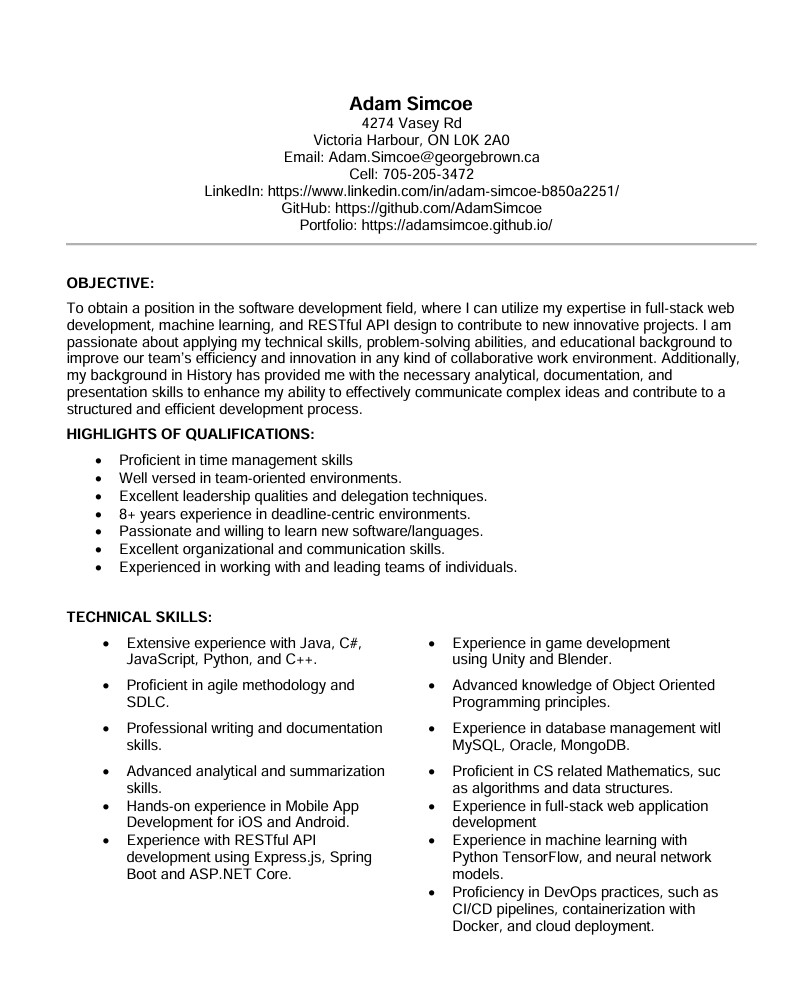 Adam Simcoe
4274 Vasey Rd
Victoria Harbour, ON L0K 2A0
Email: Adam.Simcoe@georgebrown.ca
Cell: 705-205-3472
LinkedIn: https://www.linkedin.com/in/adam-simcoe-b850a2251/
GitHub: https://github.com/AdamSimcoe
Portfolio: https://adamsimcoe.github.io/
OBJECTIVE:
To obtain a position in the software development field, where I can utilize my expertise in full-stack web
development, machine learning, and RESTful API design to contribute to new innovative projects. I am
passionate about applying my technical skills, problem-solving abilities, and educational background to
improve our team's efficiency and innovation in any kind of collaborative work environment. Additionally,
my background in History has provided me with the necessary analytical, documentation, and
presentation skills to enhance my ability to effectively communicate complex ideas and contribute to a
structured and efficient development process.
HIGHLIGHTS OF QUALIFICATIONS:
• Proficient in time management skills
• Well versed in team-oriented environments.
• Excellent leadership qualities and delegation techniques.
• 8+ years experience in deadline-centric environments.
• Passionate and willing to learn new software/languages.
• Excellent organizational and communication skills.
• Experienced in working with and leading teams of individuals.
TECHNICAL SKILLS:
• Extensive experience with Java, C#,
JavaScript, Python, and C++.
• Proficient in agile methodology and
SDLC.
• Professional writing and documentation
skills.
• Advanced analytical and summarization
skills.
• Hands-on experience in Mobile App
Development for iOS and Android.
• Experience with RESTful API
development using Express.js, Spring
Boot and ASP.NET Core.
• Experience in game development
using Unity and Blender.
• Advanced knowledge of Object Oriented
Programming principles.
• Experience in database management with
MySQL, Oracle, MongoDB.
• Proficient in CS related Mathematics, suc
as algorithms and data structures.
• Experience in full-stack web application
development
• Experience in machine learning with
Python TensorFlow, and neural network
models.
• Proficiency in DevOps practices, such as
CI/CD pipelines, containerization with
Docker, and cloud deployment.